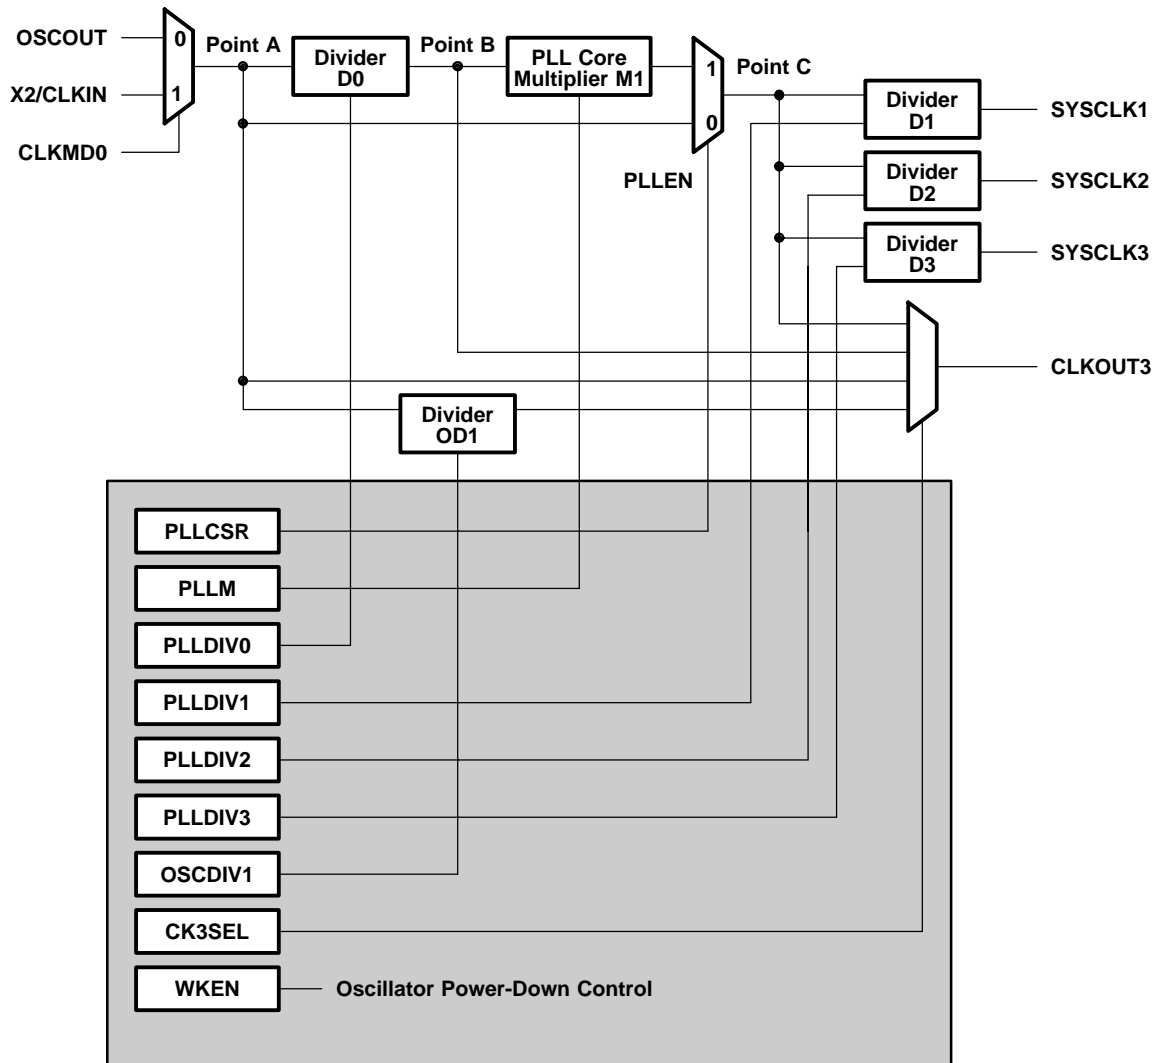 OSCOUT
0
Point A
Divider
D0
Point B
PLL Core
Multiplier M1
1
Point C
X2/CLKIN
1
Divider
D1
SYSCLK1
0
CLKMD0
PLLEN
Divider
D2
SYSCLK2
Divider
D3
SYSCLK3
CLKOUT3
Divider
OD1
PLLCSR
PLLM
PLLDIV0
PLLDIV1
PLLDIV2
PLLDIV3
OSCDIV1
CK3SEL
WKEN
Oscillator Power-Down Control